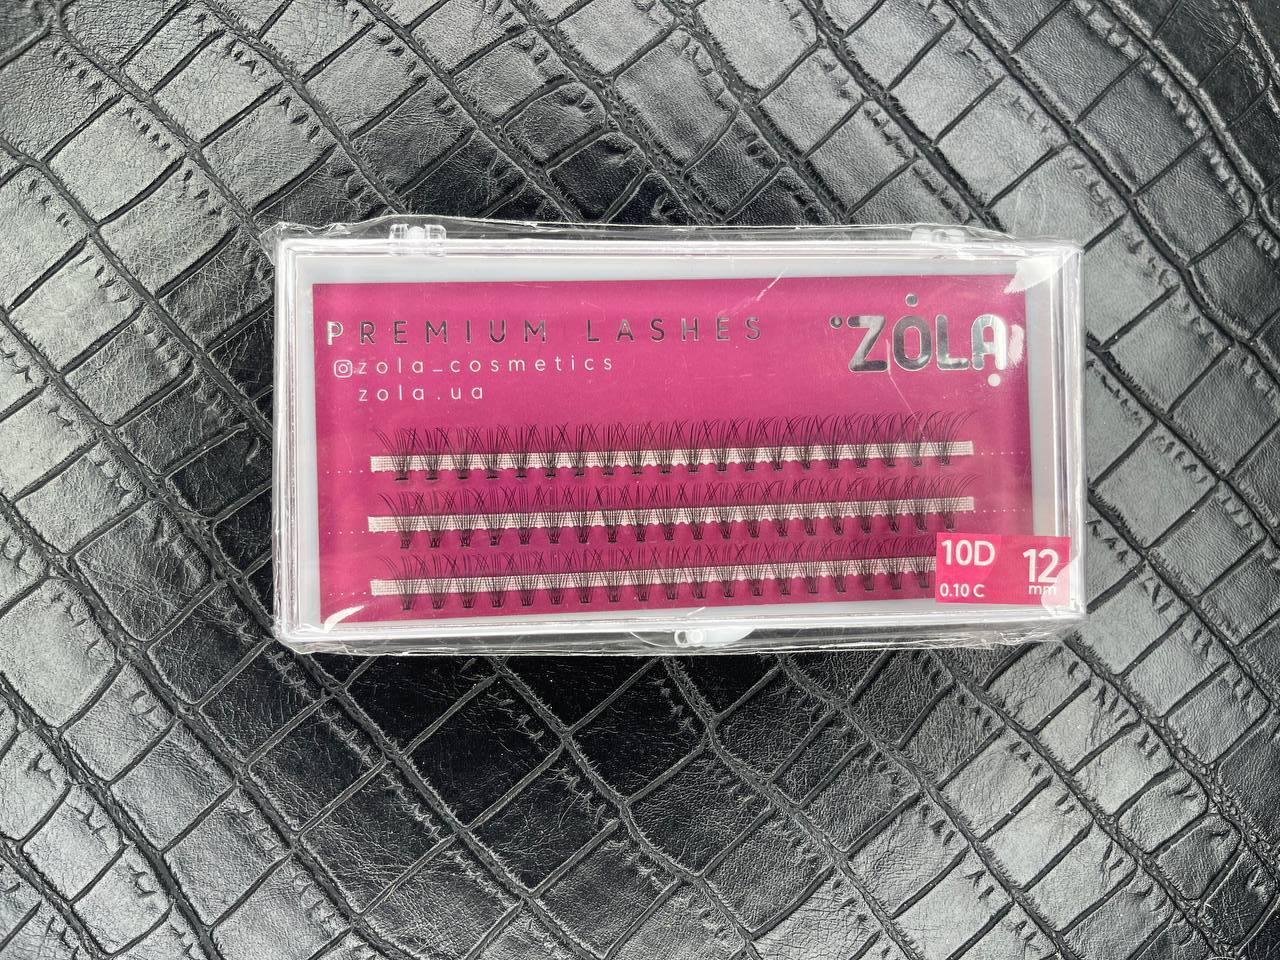 PREMIUM LASHES
zola_cosmetics
zola.ua
ZOLA
10D
0.10 C
12
mm